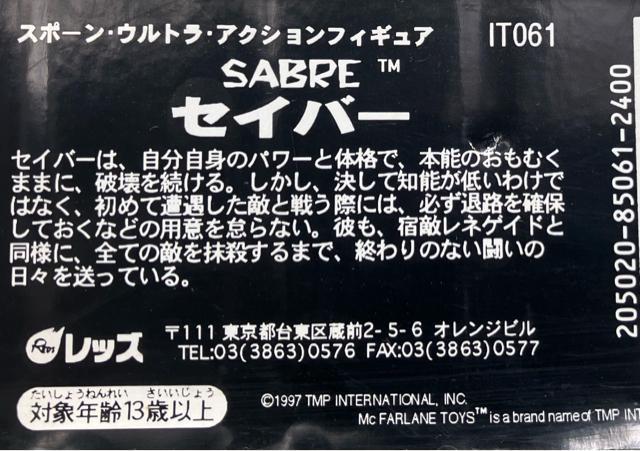 スポーン・ウルトラ・アクションフィギュア IT061
SABRE™
セイバー
セイバーは、自分自身のパワーと体格で、本能のおもむく
ままに、破壊を続ける。しかし、決して知能が低いわけで
はなく、初めて遭遇した敵と戦う際には、必ず退路を確保
しておくなどの用意を怠らない。彼も、宿敵レネゲイドと
同様に、全ての敵を抹殺するまで、終わりのない闘いの
日々を送っている。
205020-85061-2400
REDS レッズ
〒111 東京都台東区蔵前2-5-6 オレンジビル
TEL:03(3863)0576 FAX:03(3863)0577
たいしょうねんれい さいいじょう
対象年齢13歳以上
©1997 TMP INTERNATIONAL, INC.
MCFARLANE TOYS™ is a brand name of TMP INT